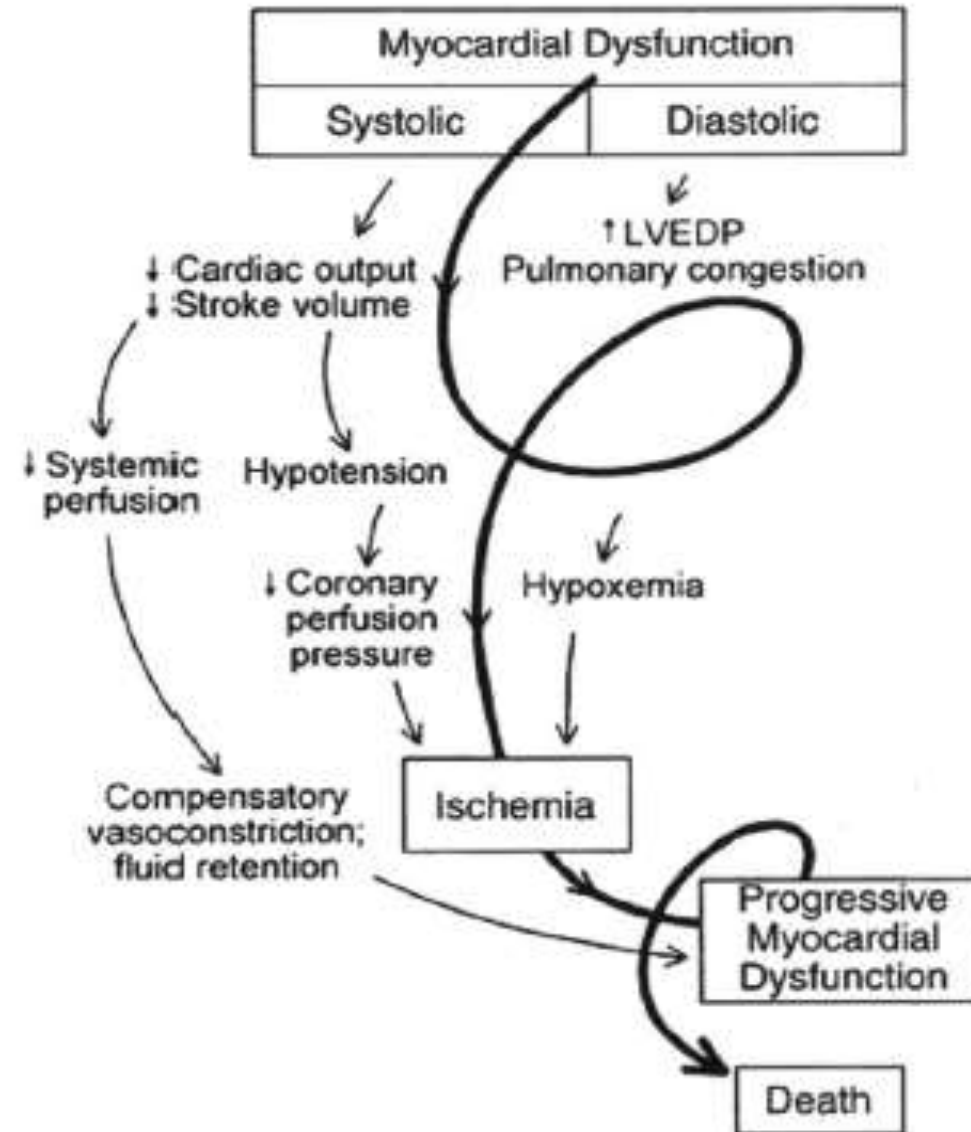 Myocardial Dysfunction
Systolic
Diastolic
↓ Cardiac output
↓ Stroke volume
↑ LVEDP
Pulmonary congestion
↓ Systemic
perfusion
Hypotension
↓ Coronary
perfusion
pressure
Hypoxemia
Compensatory
vasoconstriction;
fluid retention
Ischemia
Progressive
Myocardial
Dysfunction
Death